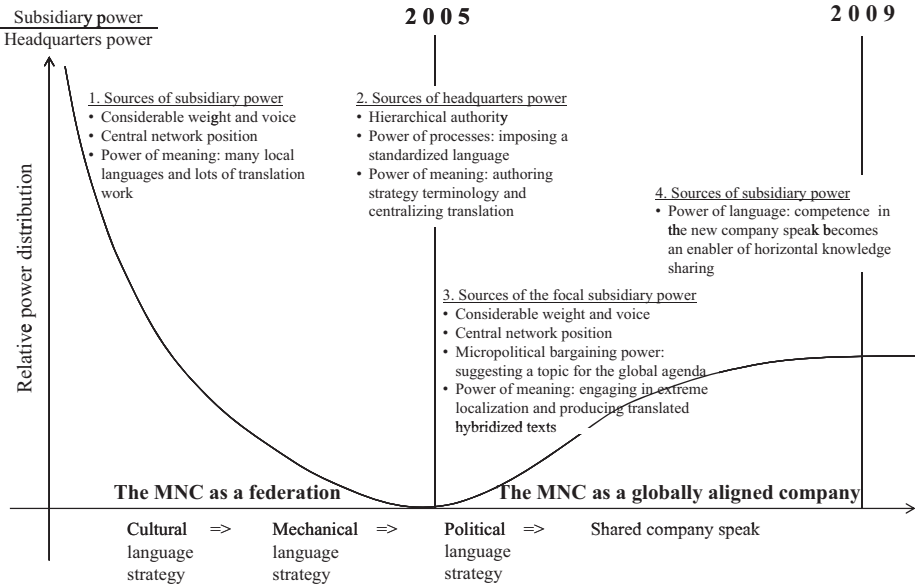 Subsidiary power
Headquarters power
2005
2009
Relative power distribution
1. Sources of subsidiary power
• Considerable weight and voice
• Central network position
• Power of meaning: many local
languages and lots of translation
work
2. Sources of headquarters power
• Hierarchical authority
• Power of processes: imposing a
standardized language
• Power of meaning: authoring
strategy terminology and
centralizing translation
3. Sources of the focal subsidiary power
• Considerable weight and voice
• Central network position
• Micropolitical bargaining power:
suggesting a topic for the global agenda
• Power of meaning: engaging in extreme
localization and producing translated
hybridized texts
4. Sources of subsidiary power
• Power of language: competence in
the new company speak becomes
an enabler of horizontal knowledge
sharing
The MNC as a federation
The MNC as a globally aligned company
Cultural =>
language
strategy
Mechanical =>
language
strategy
Political =>
language
strategy
Shared company speak